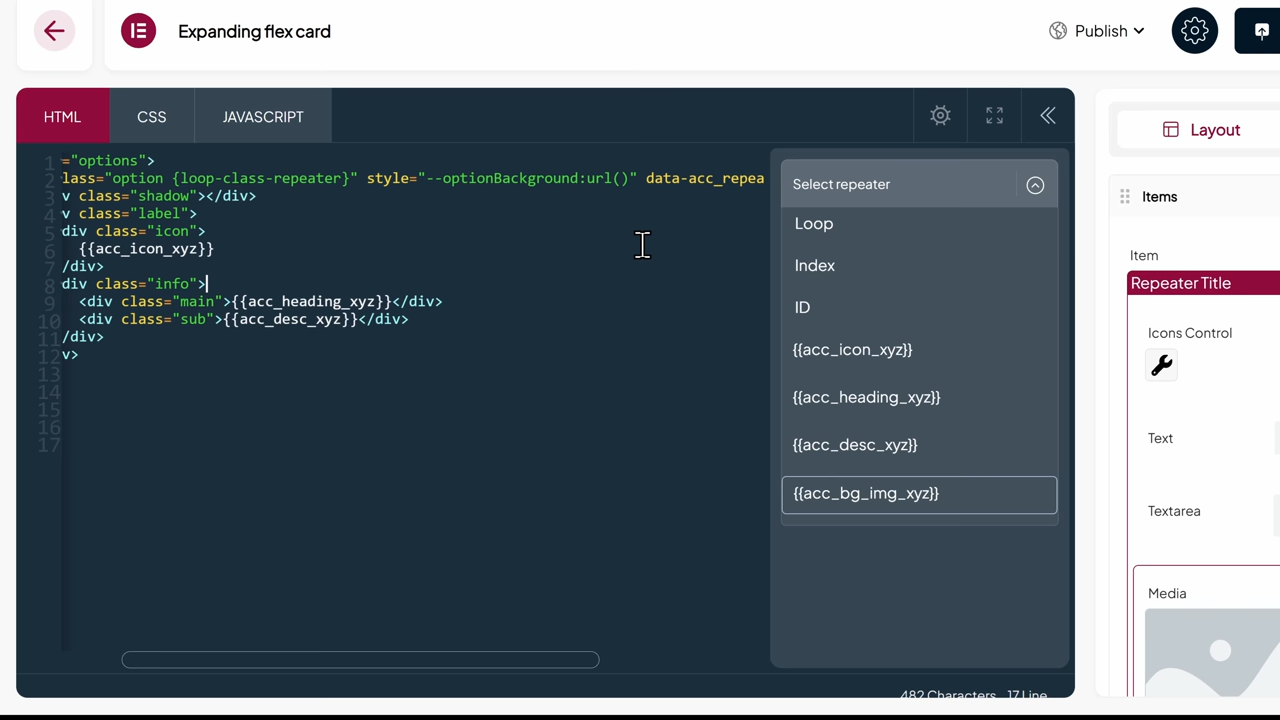 Expanding flex card
Publish
HTML
CSS
JAVASCRIPT
1 ="options">
2 lass="option {loop-class-repeater}" style="--optionBackground:url()" data-acc_repea
3 v class="shadow"></div>
4 v class="label">
5 div class="icon">
6 {{acc_icon_xyz}}
7 /div>
8 div class="info">
9 <div class="main">{{acc_heading_xyz}}</div>
10 <div class="sub">{{acc_desc_xyz}}</div>
11 /div>
12 v>
13
14
15
16
17
Select repeater
Loop
Index
ID
{{acc_icon_xyz}}
{{acc_heading_xyz}}
{{acc_desc_xyz}}
{{acc_bg_img_xyz}}
482 Characters, 17 Line
Layout
Items
Item
Repeater Title
Icons Control
Text
Textarea
Media